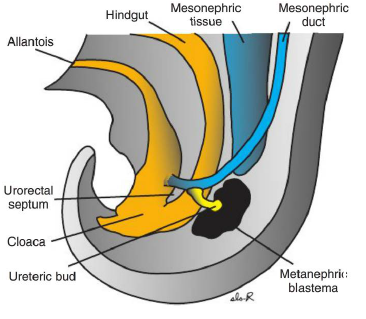 Allantois
Hindgut
Mesonephric
tissue
Mesonephric
duct
Urorectal
septum
Cloaca
Ureteric bud
Metanephric
blastema